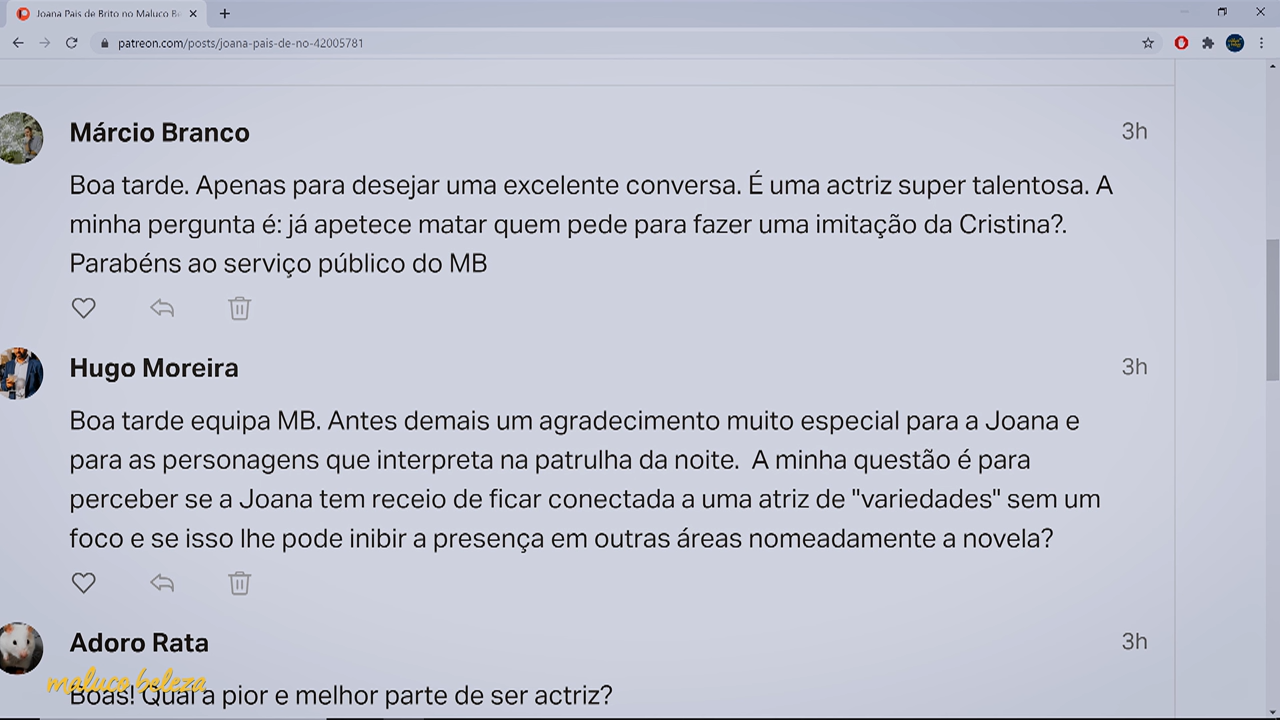 Joana Pais de Brito no Maluco Be
patreon.com/posts/joana-pais-de-no-42005781
Márcio Branco
3h
Boa tarde. Apenas para desejar uma excelente conversa. É uma actriz super talentosa. A
minha pergunta é: já apetece matar quem pede para fazer uma imitação da Cristina?.
Parabéns ao serviço público do MB
Hugo Moreira
3h
Boa tarde equipa MB. Antes demais um agradecimento muito especial para a Joana e
para as personagens que interpreta na patrulha da noite.  A minha questão é para
perceber se a Joana tem receio de ficar conectada a uma atriz de "variedades" sem um
foco e se isso lhe pode inibir a presença em outras áreas nomeadamente a novela?
Adoro Rata
3h
maluco beleza
Boas! Qual a pior e melhor parte de ser actriz?